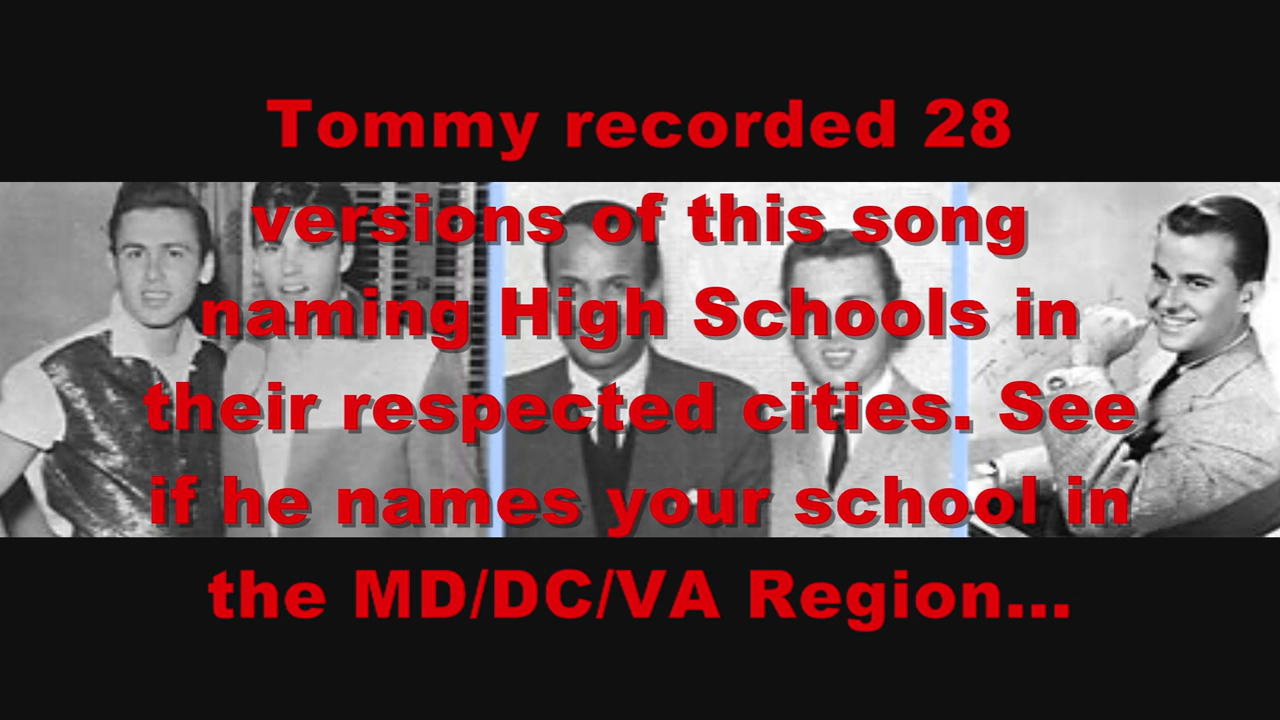 Tommy recorded 28
versions of this song
naming High Schools in
their respected cities. See
if he names your school in
the MD/DC/VA Region...